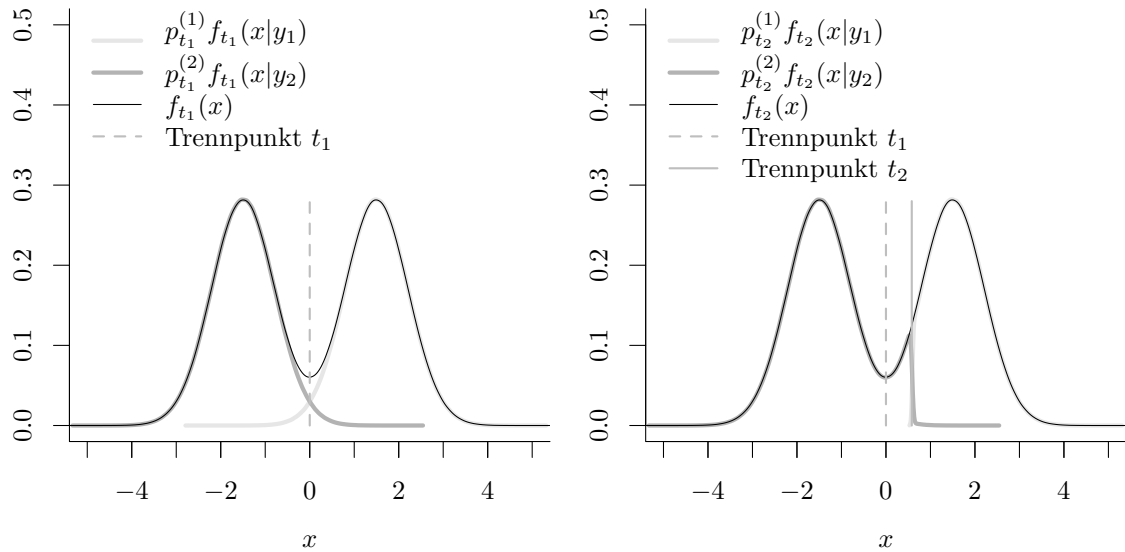 0.5
0.4
0.3
0.2
0.1
0.0
p_{t_1}^{(1)} f_{t_1}(x|y_1)
p_{t_1}^{(2)} f_{t_1}(x|y_2)
f_{t_1}(x)
Trennpunkt t_1
−4 −2 0 2 4
x
0.5
0.4
0.3
0.2
0.1
0.0
p_{t_2}^{(1)} f_{t_2}(x|y_1)
p_{t_2}^{(2)} f_{t_2}(x|y_2)
f_{t_2}(x)
Trennpunkt t_1
Trennpunkt t_2
−4 −2 0 2 4
x